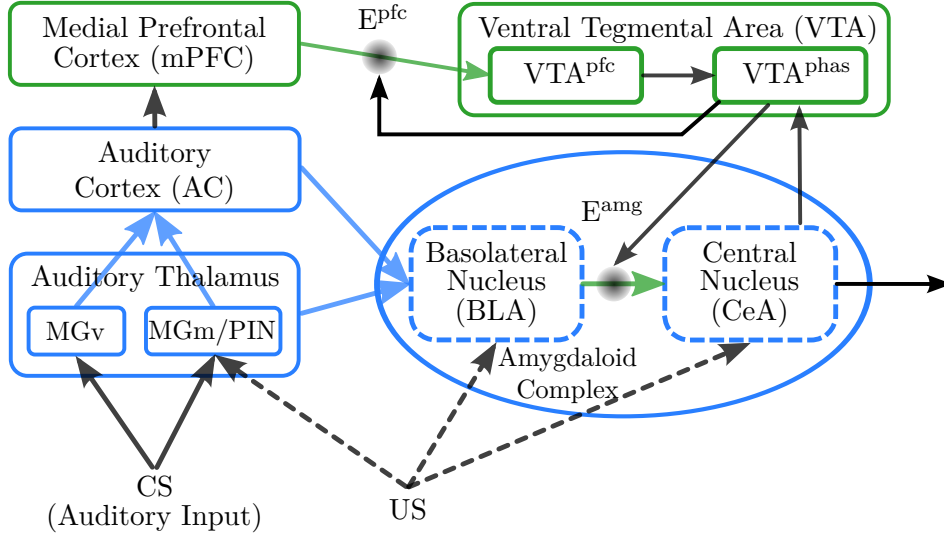 Medial Prefrontal
Cortex (mPFC)
E^pfc
Ventral Tegmental Area (VTA)
VTA^pfc
VTA^phas
Auditory
Cortex (AC)
E^amg
Auditory Thalamus
MGv
MGm/PIN
Basolateral
Nucleus
(BLA)
Central
Nucleus
(CeA)
Amygdaloid
Complex
CS
(Auditory Input)
US